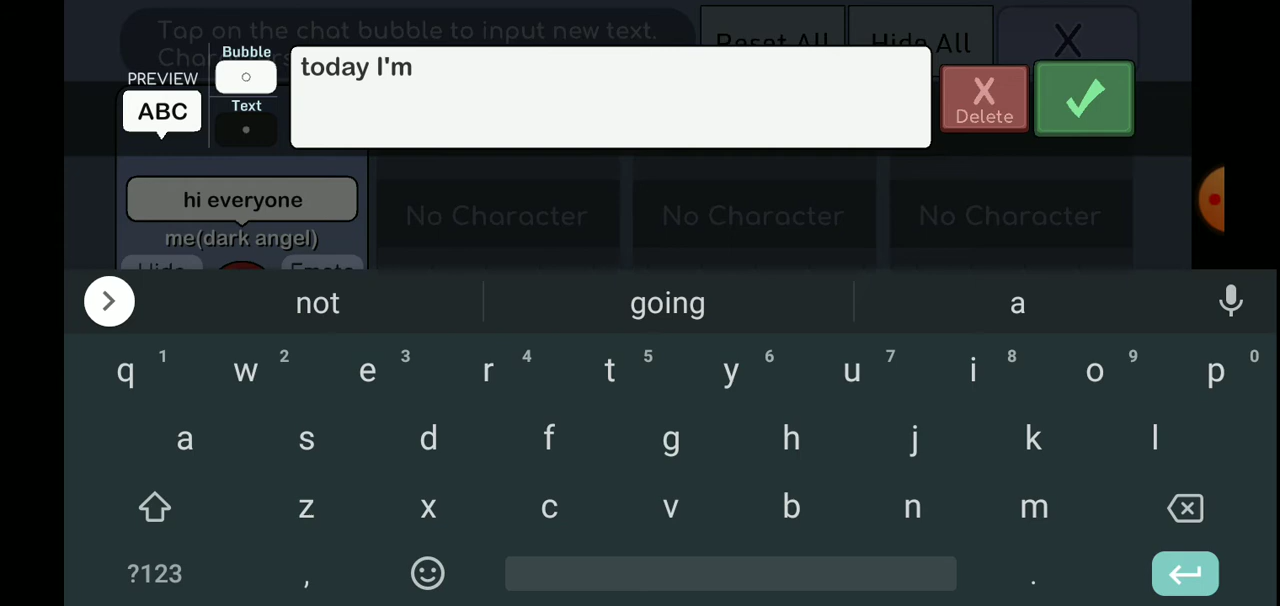 Tap on the chat bubble to input new text.
Reset All
Hide All
X
Bubble
PREVIEW
ABC
Text
today I'm
X
Delete
hi everyone
me(dark angel)
Hide
Emote
No Character
No Character
No Character
not
going
a
q 1 w 2 e 3 r 4 t 5 y 6 u 7 i 8 o 9 p 0
a s d f g h j k l
z x c v b n m
?123 , .